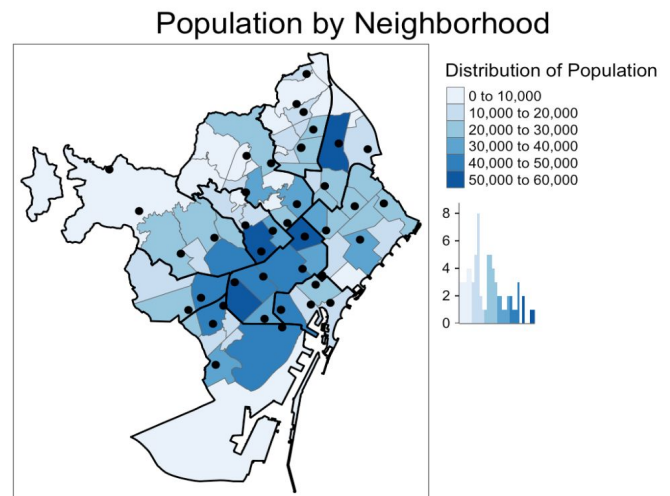 Population by Neighborhood
Distribution of Population
0 to 10,000
10,000 to 20,000
20,000 to 30,000
30,000 to 40,000
40,000 to 50,000
50,000 to 60,000
8
6
4
2
0